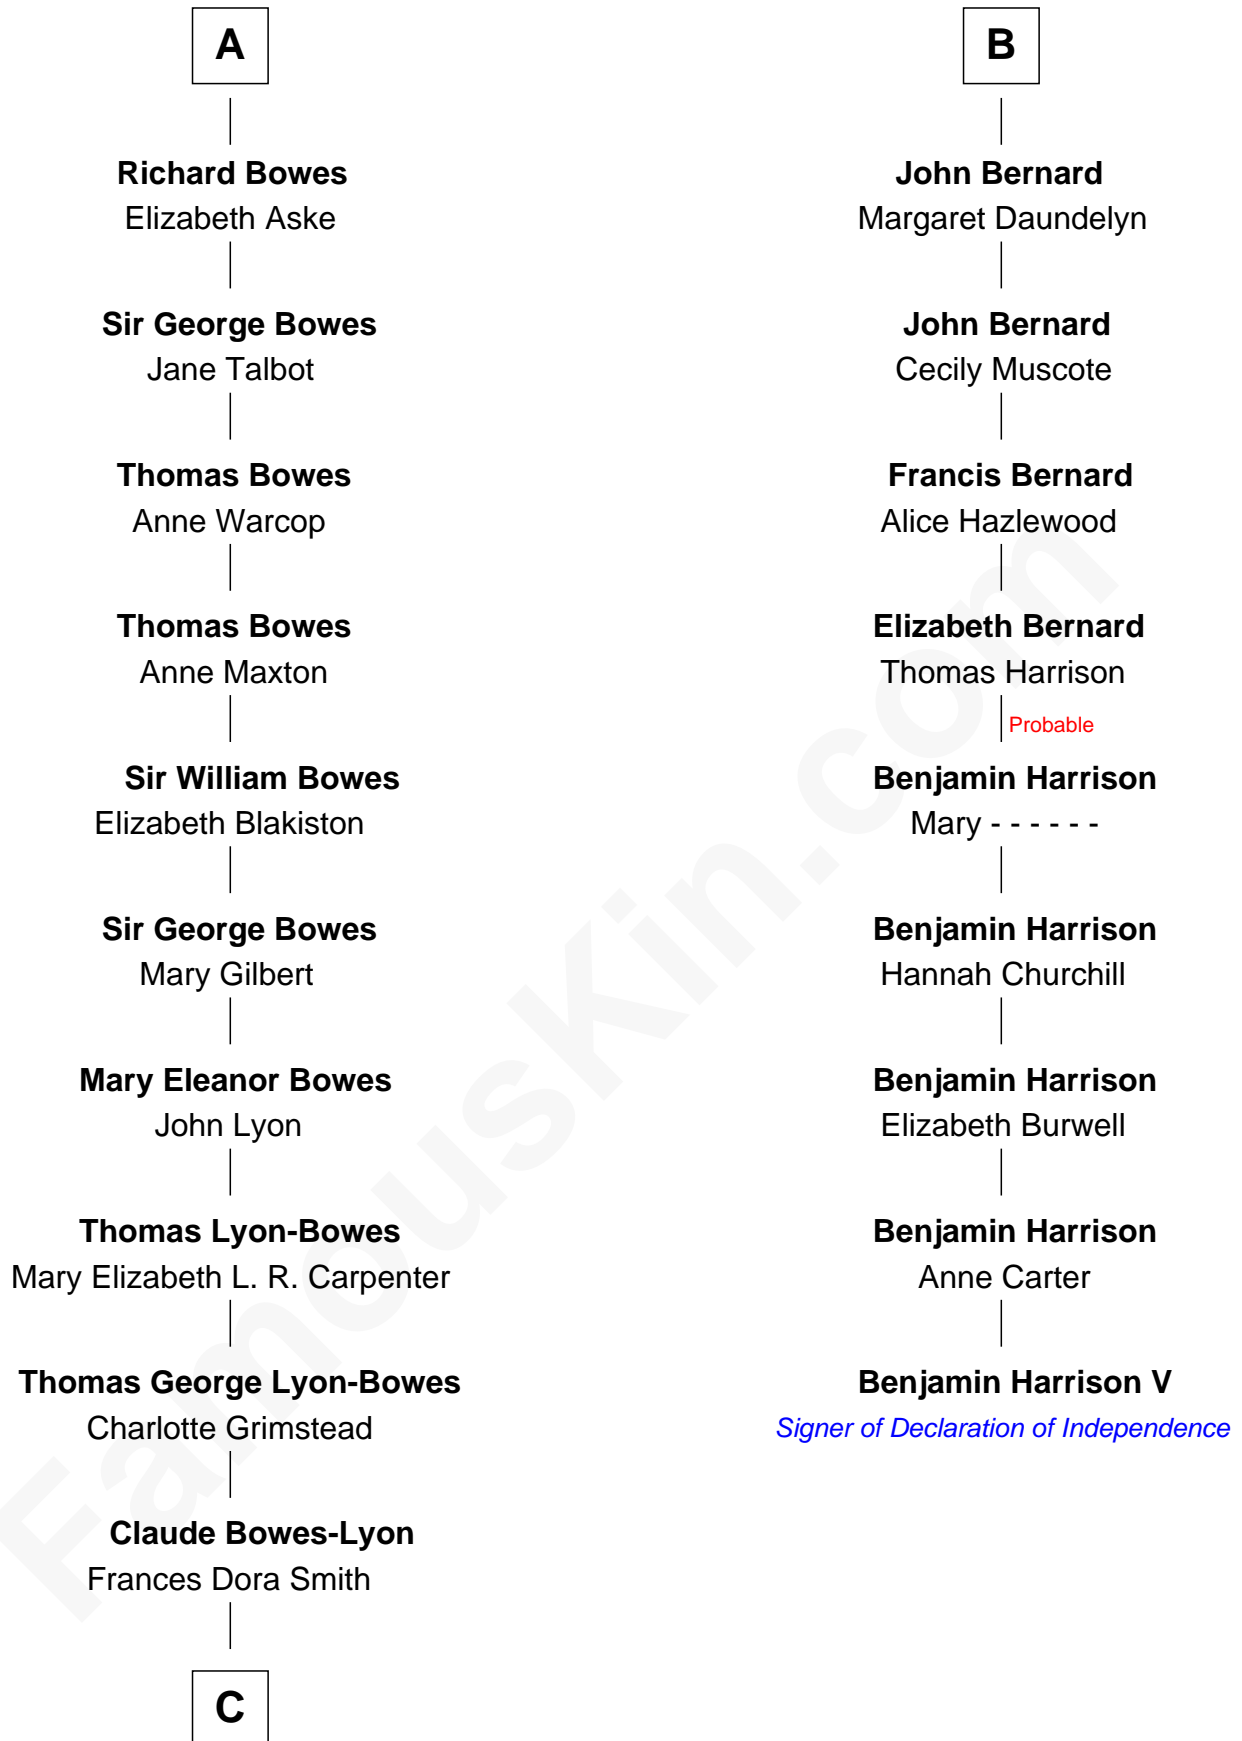 A
Richard Bowes
Elizabeth Aske
Sir George Bowes
Jane Talbot
Thomas Bowes
Anne Warcop
Thomas Bowes
Anne Maxton
Sir William Bowes
Elizabeth Blakiston
Sir George Bowes
Mary Gilbert
Mary Eleanor Bowes
John Lyon
Thomas Lyon-Bowes
Mary Elizabeth L. R. Carpenter
Thomas George Lyon-Bowes
Charlotte Grimstead
Claude Bowes-Lyon
Frances Dora Smith
C
B
John Bernard
Margaret Daundelyn
John Bernard
Cecily Muscote
Francis Bernard
Alice Hazlewood
Elizabeth Bernard
Thomas Harrison
Probable
Benjamin Harrison
Mary - - - - - -
Benjamin Harrison
Hannah Churchill
Benjamin Harrison
Elizabeth Burwell
Benjamin Harrison
Anne Carter
Benjamin Harrison V
Signer of Declaration of Independence
FamousKin.com